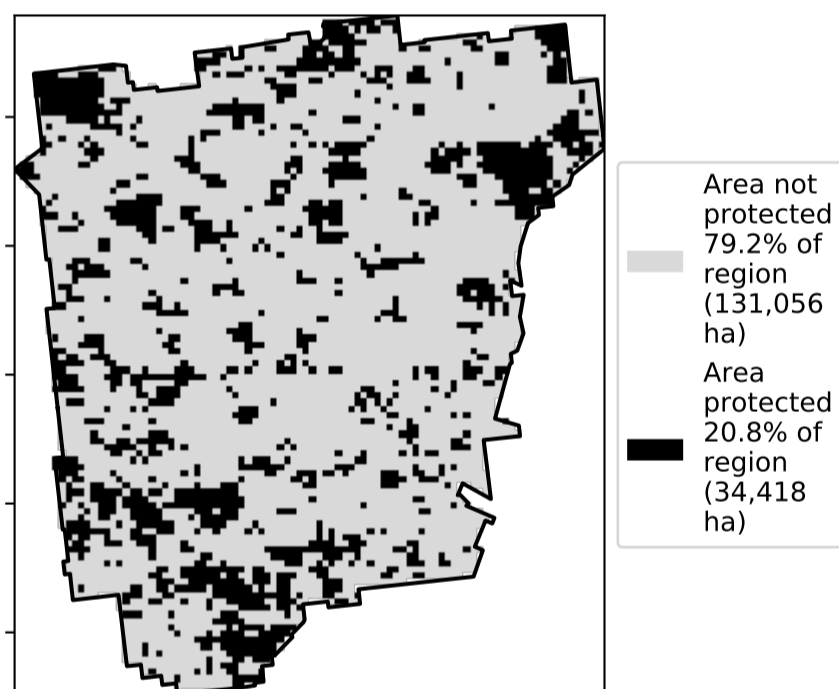 Area not
protected
79.2% of
region
(131,056
ha)
Area
protected
20.8% of
region
(34,418
ha)